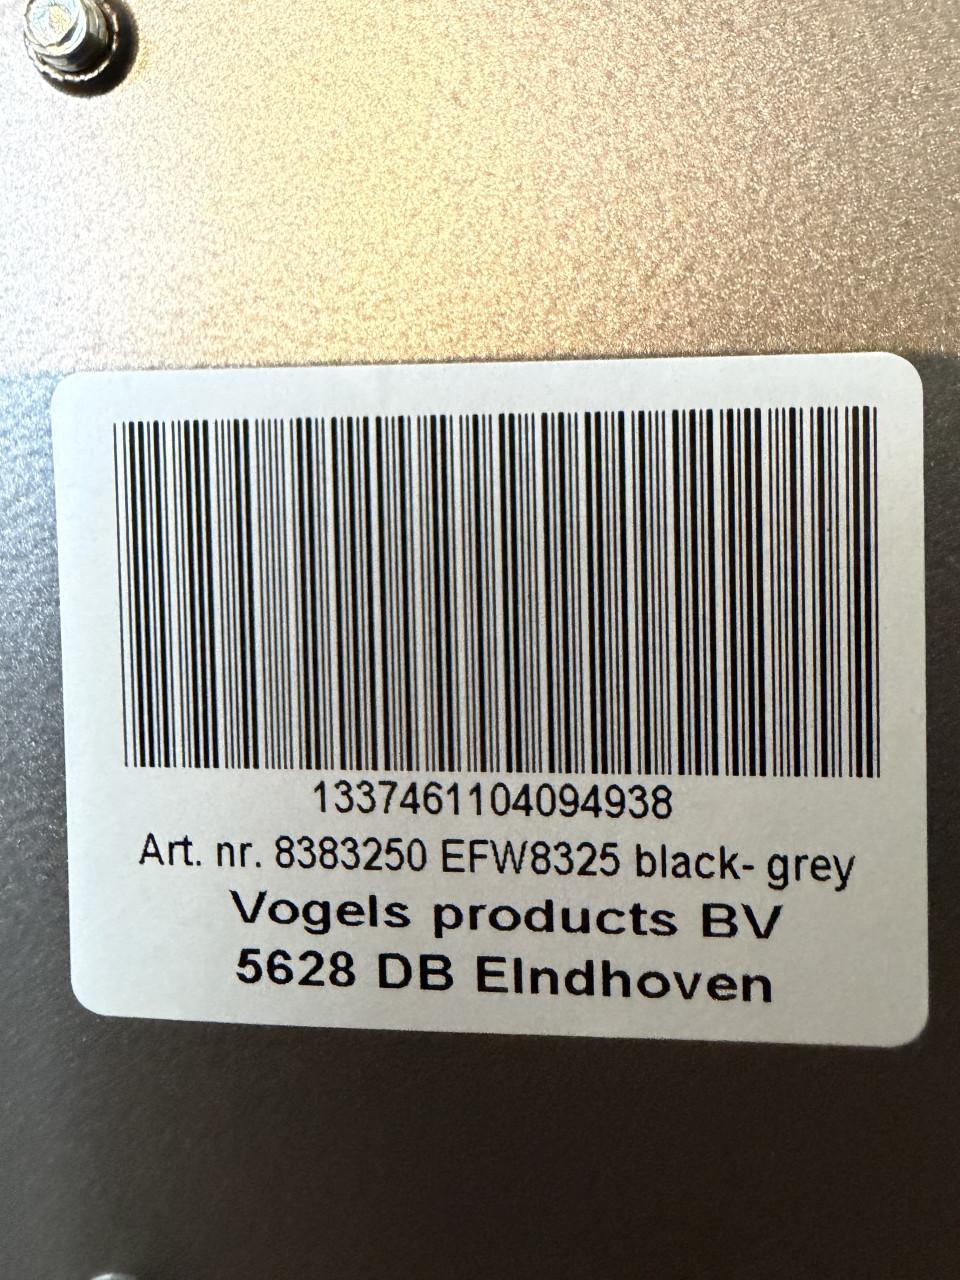 1337461104094938
Art. nr. 8383250 EFW8325 black- grey
Vogels products BV
5628 DB EIndhoven